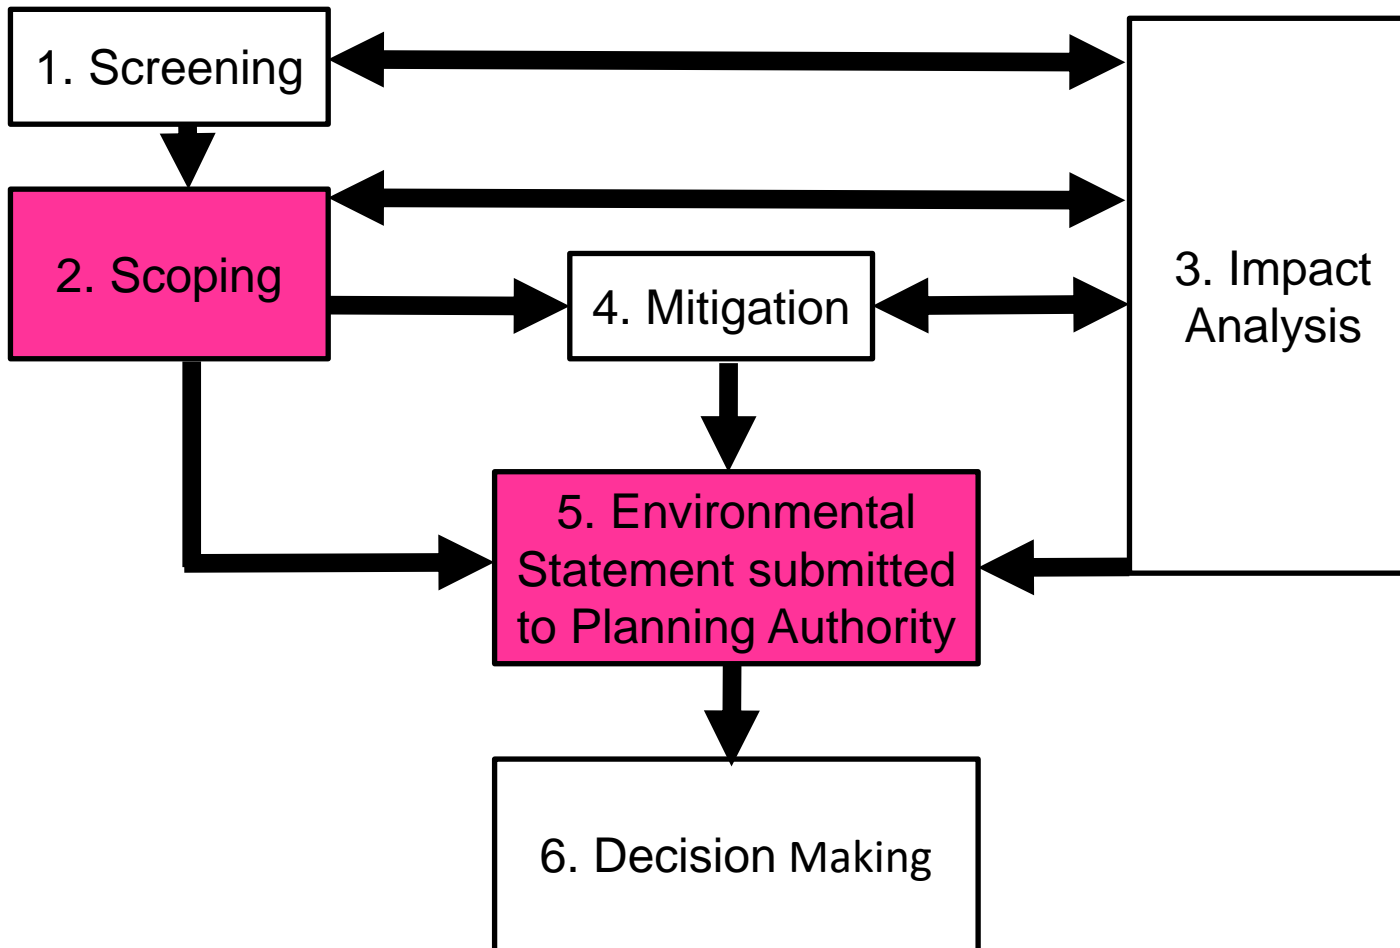 1. Screening
2. Scoping
3. Impact
Analysis
4. Mitigation
5. Environmental
Statement submitted
to Planning Authority
6. Decision Making